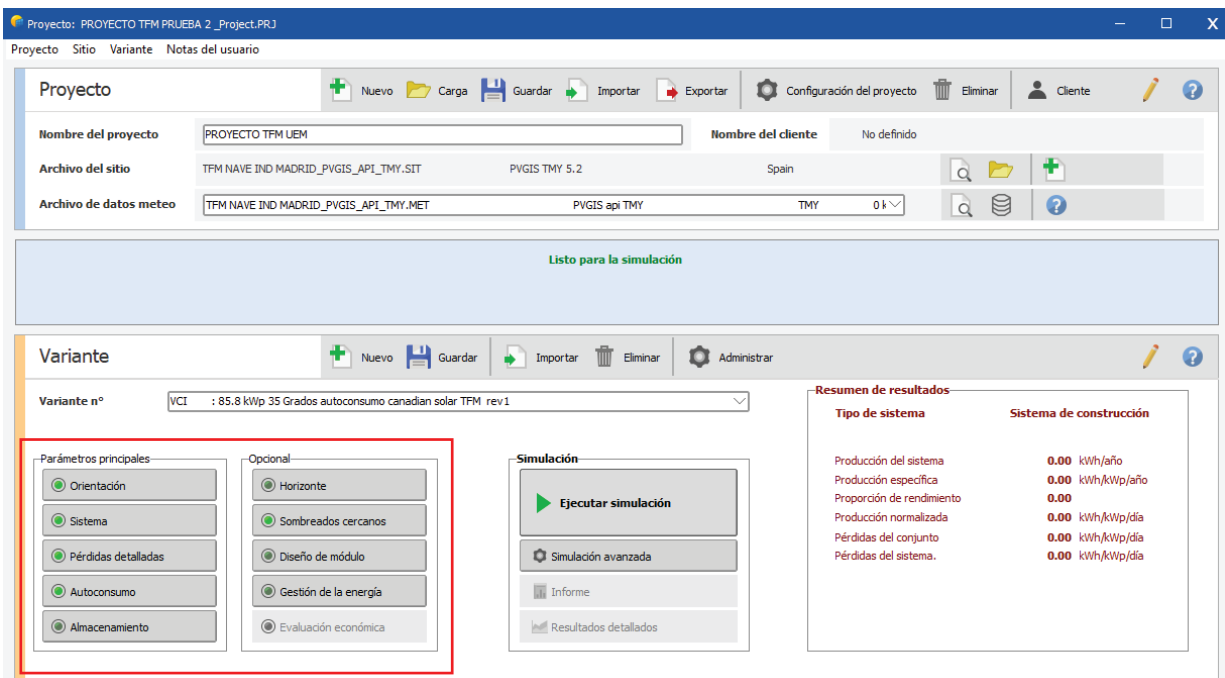 Proyecto: PROYECTO TFM PRUEBA 2 _Project.PRJ
Proyecto Sitio Variante Notas del usuario
Proyecto Nuevo Carga Guardar Importar Exportar Configuración del proyecto Eliminar Cliente
Nombre del proyecto PROYECTO TFM UEM Nombre del cliente No definido
Archivo del sitio TFM NAVE IND MADRID_PVGIS_API_TMY.SIT PVGIS TMY 5.2 Spain
Archivo de datos meteo TFM NAVE IND MADRID_PVGIS_API_TMY.MET PVGIS api TMY TMY 0 k
Listo para la simulación
Variante Nuevo Guardar Importar Eliminar Administrar
Variante n° VCI : 85.8 kWp 35 Grados autoconsumo canadian solar TFM rev1
Resumen de resultados
Tipo de sistema Sistema de construcción
Parámetros principales Opcional Simulación
Orientación Horizonte Ejecutar simulación
Sistema Sombreados cercanos
Pérdidas detalladas Diseño de módulo Simulación avanzada
Autoconsumo Gestión de la energía Informe
Almacenamiento Evaluación económica Resultados detallados
Producción del sistema 0.00 kWh/año
Producción específica 0.00 kWh/kWp/año
Proporción de rendimiento 0.00
Producción normalizada 0.00 kWh/kWp/día
Pérdidas del conjunto 0.00 kWh/kWp/día
Pérdidas del sistema. 0.00 kWh/kWp/día